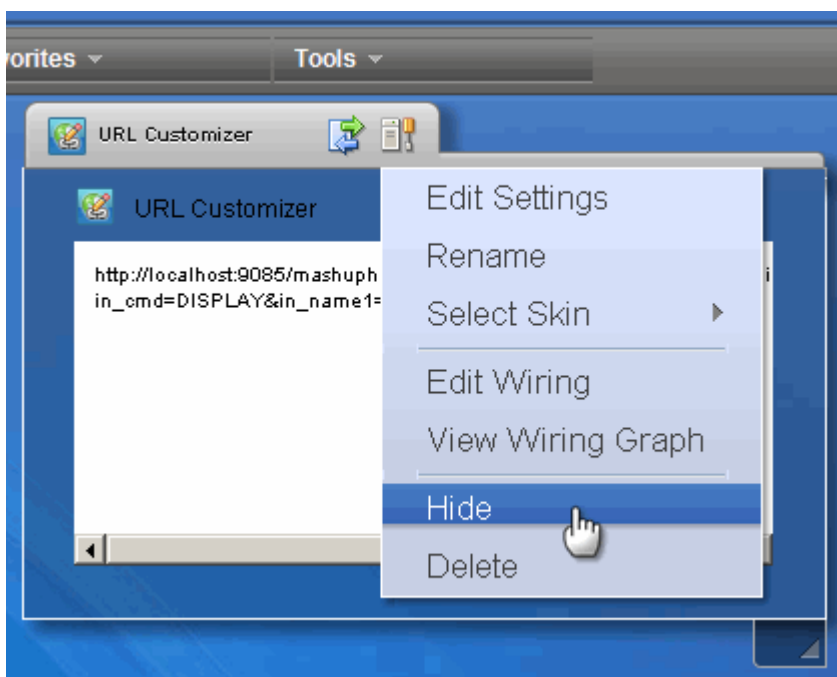 Tools
URL Customizer
URL Customizer
Edit Settings
Rename
Select Skin
Edit Wiring
View Wiring Graph
Hide
Delete
http://localhost:9085/mashuph
in_cmd=DISPLAY&in_name1=